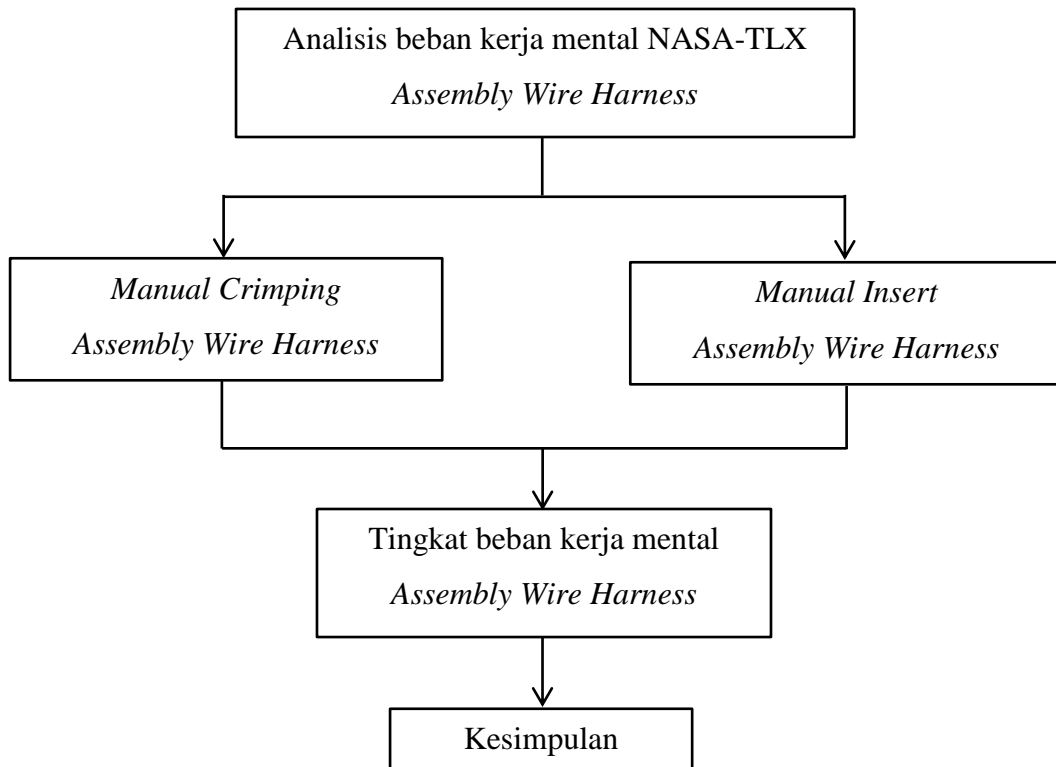 Analisis beban kerja mental NASA-TLX
Assembly Wire Harness
Manual Crimping
Assembly Wire Harness
Manual Insert
Assembly Wire Harness
Tingkat beban kerja mental
Assembly Wire Harness
Kesimpulan